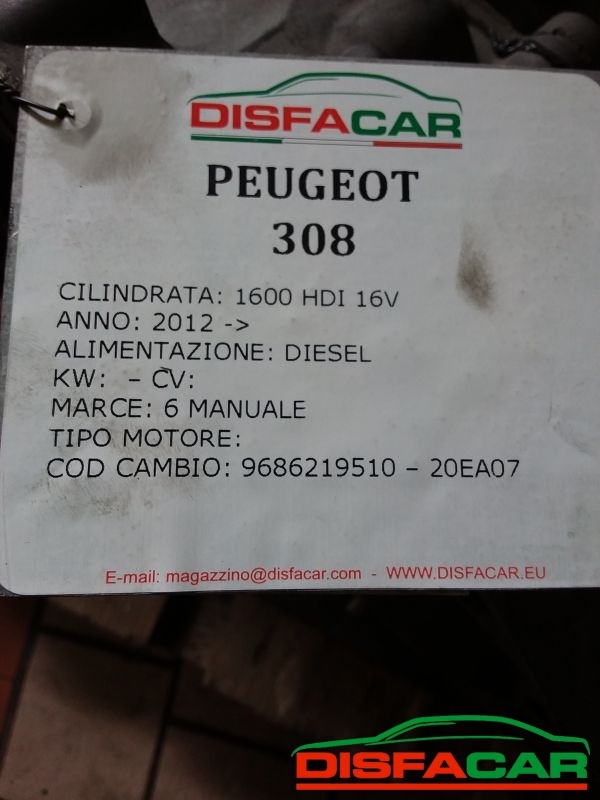 DISFACAR
PEUGEOT
308
CILINDRATA: 1600 HDI 16V
ANNO: 2012 ->
ALIMENTAZIONE: DIESEL
KW:  – CV:
MARCE: 6 MANUALE
TIPO MOTORE:
COD CAMBIO: 9686219510 – 20EA07
E-mail: magazzino@disfacar.com - WWW.DISFACAR.EU
DISFACAR